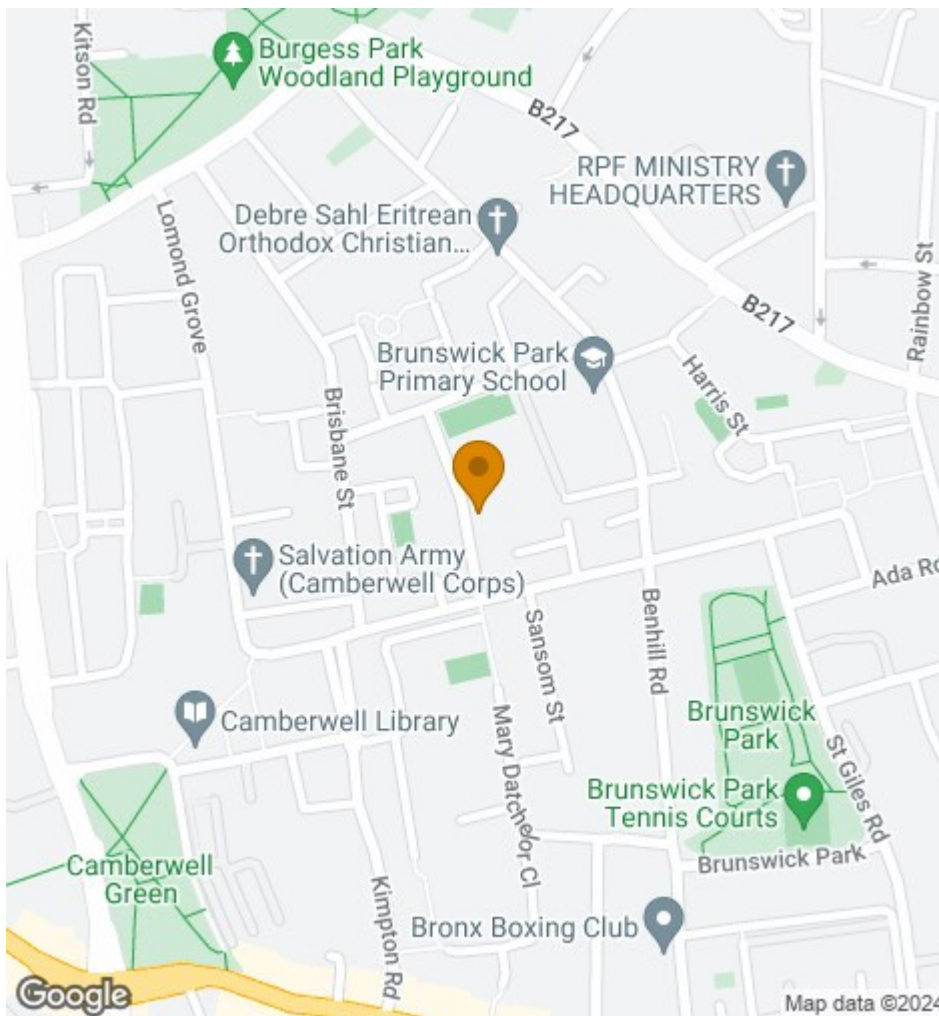 Kitson Rd
Burgess Park
Woodland Playground
B217
RPF MINISTRY
HEADQUARTERS
Debre Sahl Eritrean
Orthodox Christian...
Lomond Grove
Rainbow St
B217
Brunswick Park
Primary School
Harris St
Brisbane St
Salvation Army
(Camberwell Corps)
Ada Ro
Sansom St
Benhill Rd
Camberwell Library
Mary Datchelor Cl
Brunswick
Park
St Giles Rd
Brunswick Park
Tennis Courts
Brunswick Park
Camberwell
Green
Kimpton Rd
Bronx Boxing Club
Google
Map data ©2024